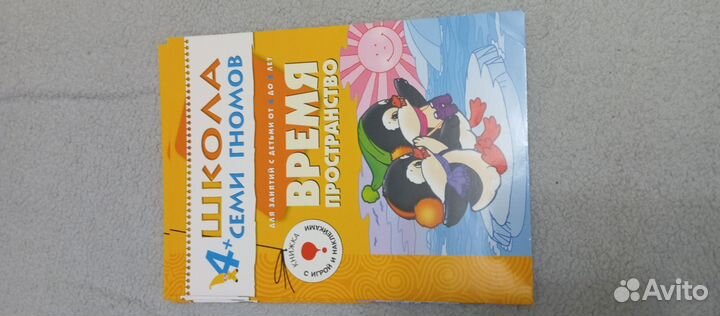 ШКОЛА
4+ СЕМИ ГНОМОВ
ДЛЯ ЗАНЯТИЙ С ДЕТЬМИ ОТ 4 ДО 5 ЛЕТ
ВРЕМЯ
ПРОСТРАНСТВО
КНИЖКА
С ИГРОЙ И НАКЛЕЙКАМИ
Avito